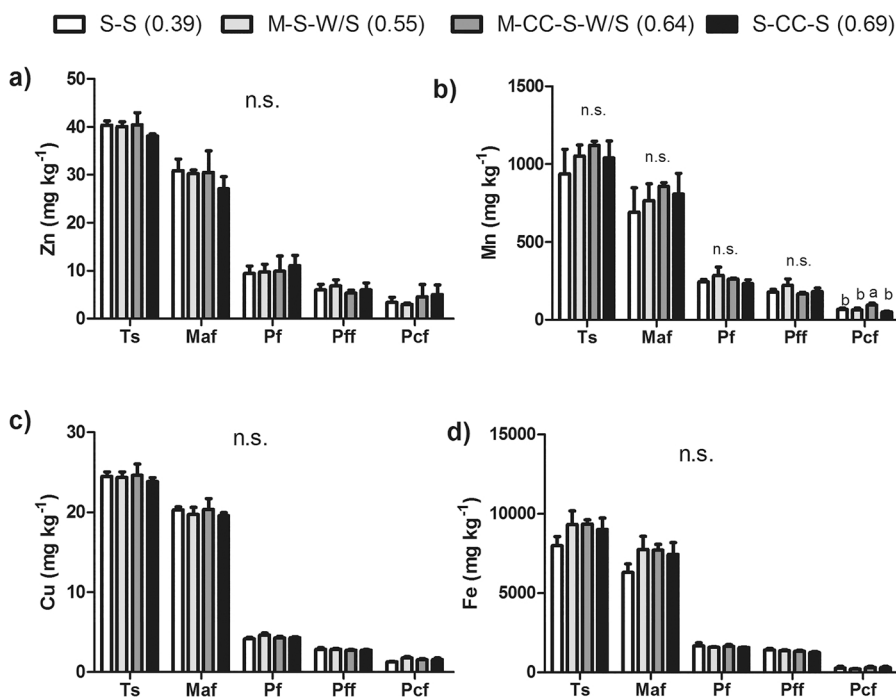 S-S (0.39) M-S-W/S (0.55) M-CC-S-W/S (0.64) S-CC-S (0.69)
a)
n.s.
Zn (mg kg⁻¹)
50
40
30
20
10
0
Ts Maf Pf Pff Pcf
b)
n.s.
n.s.
n.s.
n.s.
b b a b
Mn (mg kg⁻¹)
1500
1000
500
0
Ts Maf Pf Pff Pcf
c)
n.s.
Cu (mg kg⁻¹)
30
20
10
0
Ts Maf Pf Pff Pcf
d)
n.s.
Fe (mg kg⁻¹)
15000
10000
5000
0
Ts Maf Pf Pff Pcf